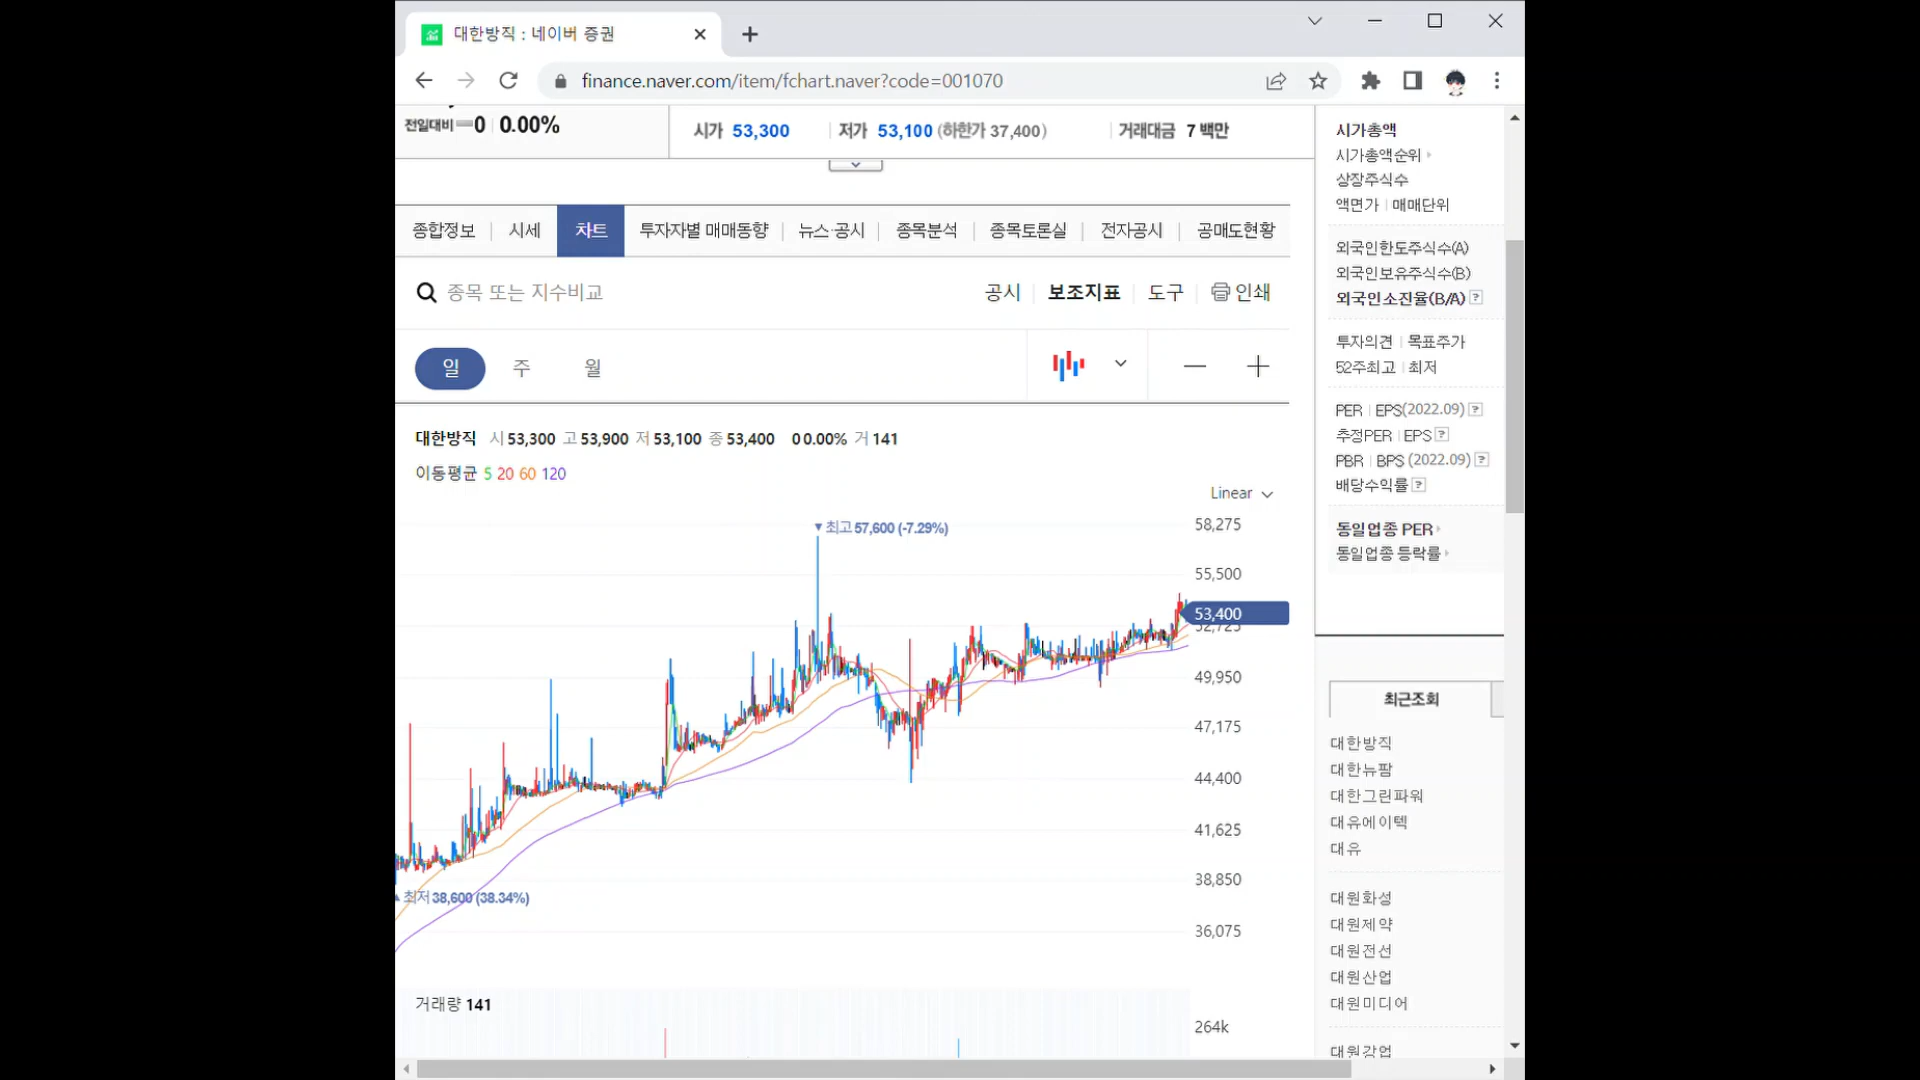 대한방직 : 네이버 증권
finance.naver.com/item/fchart.naver?code=001070
전일대비 0 0.00%
시가 53,300 저가 53,100 (하한가 37,400) 거래대금 7 백만
종합정보 시세 차트 투자자별 매매동향 뉴스·공시 종목분석 종목토론실 전자공시 공매도현황
종목 또는 지수비교 공시 보조지표 도구 인쇄
일 주 월
대한방직 시 53,300 고 53,900 저 53,100 종 53,400 0 0.00% 거 141
이동평균 5 20 60 120
Linear
최고 57,600 (-7.29%)
58,275
55,500
53,400
52,725
49,950
47,175
44,400
41,625
38,850
최저 38,600 (38.34%)
36,075
거래량 141
264k
시가총액
시가총액순위
상장주식수
액면가 매매단위
외국인한도주식수(A)
외국인보유주식수(B)
외국인소진율(B/A) ?
투자의견 목표주가
52주최고 최저
PER EPS(2022.09) ?
추정PER EPS ?
PBR BPS (2022.09) ?
배당수익률 ?
동일업종 PER
동일업종 등락률
최근조회
대한방직
대한뉴팜
대한그린파워
대유에이텍
대유
대원화성
대원제약
대원전선
대원산업
대원미디어
대원강업